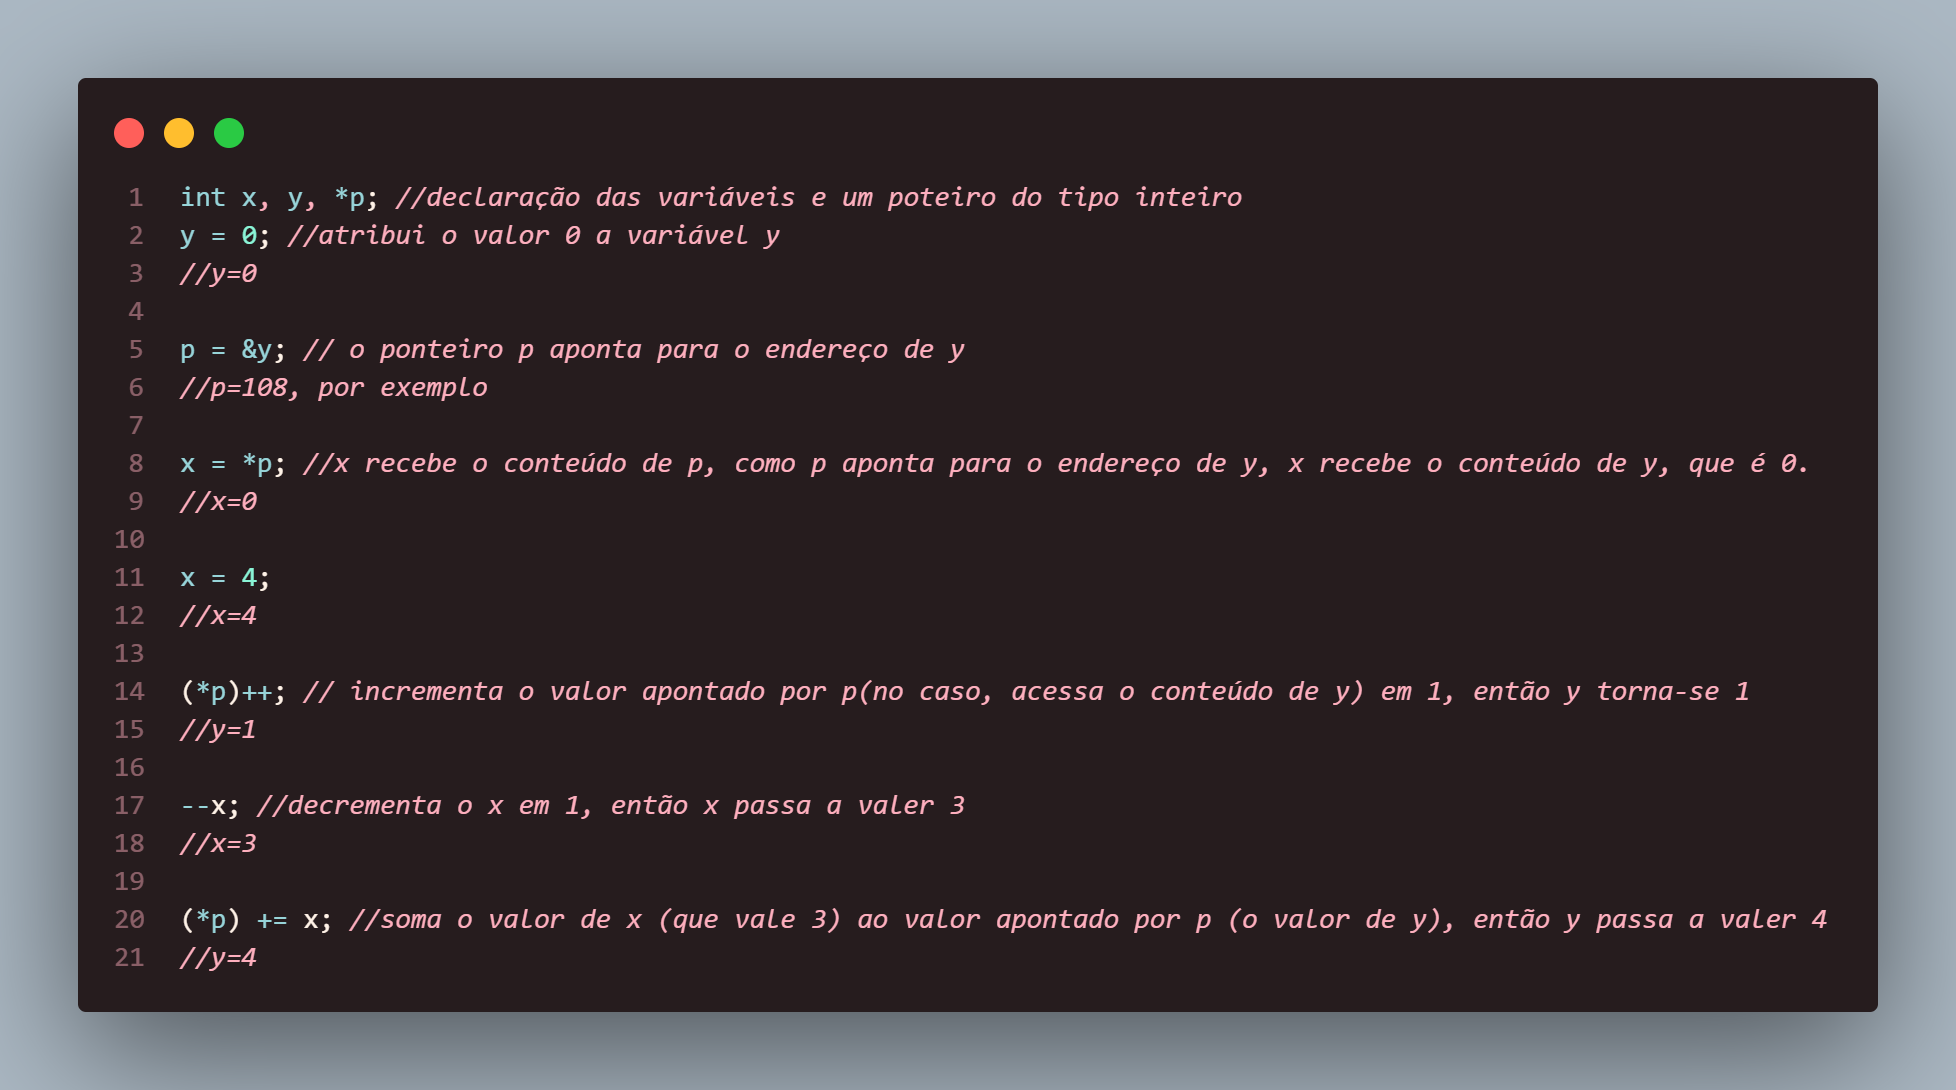 1 int x, y, *p; //declaração das variáveis e um poteiro do tipo inteiro
2 y = 0; //atribui o valor 0 a variável y
3 //y=0
4
5 p = &y; // o ponteiro p aponta para o endereço de y
6 //p=108, por exemplo
7
8 x = *p; //x recebe o conteúdo de p, como p aponta para o endereço de y, x recebe o conteúdo de y, que é 0.
9 //x=0
10
11 x = 4;
12 //x=4
13
14 (*p)++; // incrementa o valor apontado por p(no caso, acessa o conteúdo de y) em 1, então y torna-se 1
15 //y=1
16
17 --x; //decrementa o x em 1, então x passa a valer 3
18 //x=3
19
20 (*p) += x; //soma o valor de x (que vale 3) ao valor apontado por p (o valor de y), então y passa a valer 4
21 //y=4